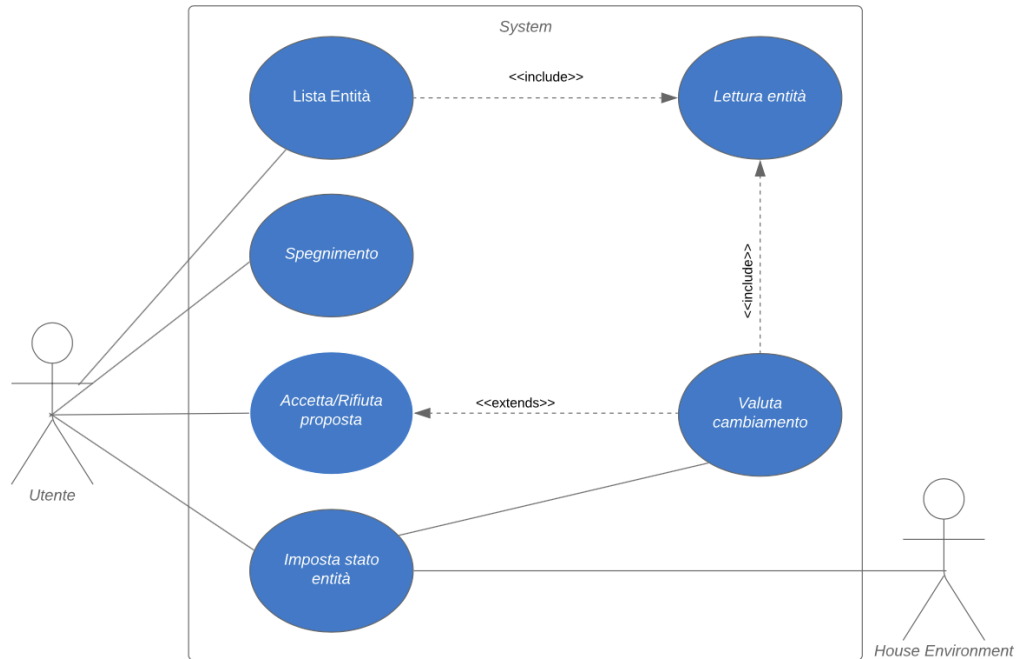 System
Lista Entità
<<include>>
Lettura entità
Spegnimento
<<include>>
Accetta/Rifiuta
proposta
<<extends>>
Valuta
cambiamento
Utente
Imposta stato
entità
House Environment